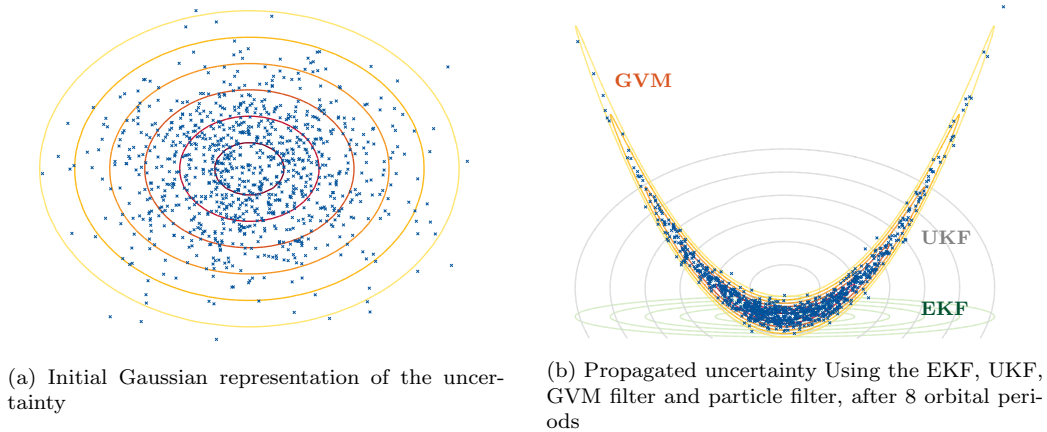 GVM
UKF
EKF
(a) Initial Gaussian representation of the uncer-
tainty
(b) Propagated uncertainty Using the EKF, UKF,
GVM filter and particle filter, after 8 orbital peri-
ods